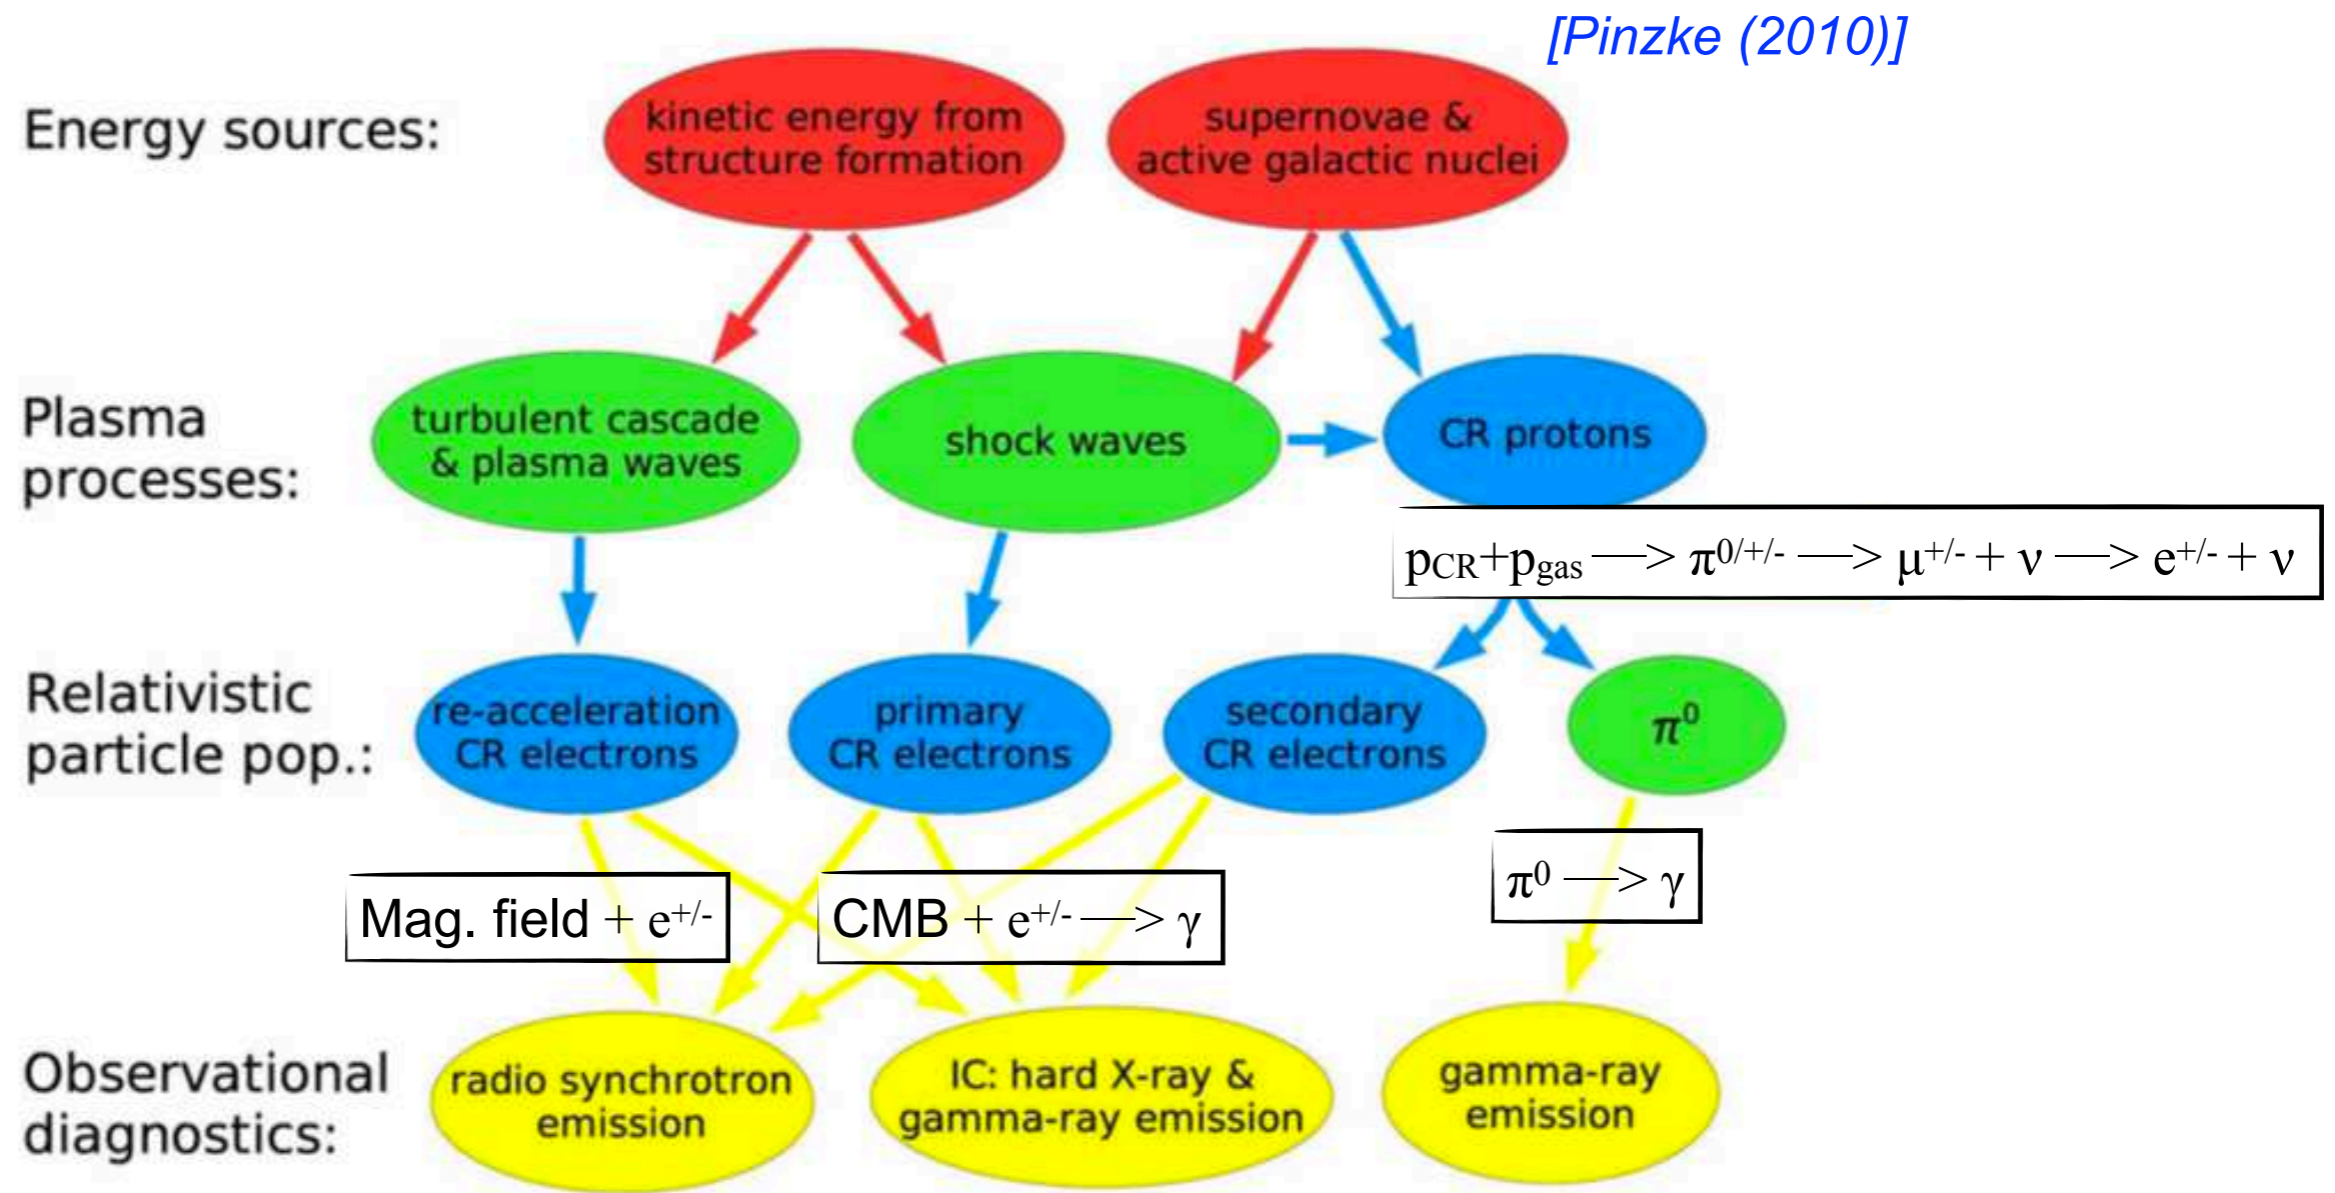 [Pinzke (2010)]
Energy sources:
kinetic energy from
structure formation
supernovae &
active galactic nuclei
Plasma
processes:
turbulent cascade
& plasma waves
shock waves
CR protons
pCR+pgas —> π0/+/- —> μ+/- + ν —> e+/- + ν
Relativistic
particle pop.:
re-acceleration
CR electrons
primary
CR electrons
secondary
CR electrons
π0
Mag. field + e+/-
CMB + e+/- —> γ
π0 —> γ
Observational
diagnostics:
radio synchrotron
emission
IC: hard X-ray &
gamma-ray emission
gamma-ray
emission